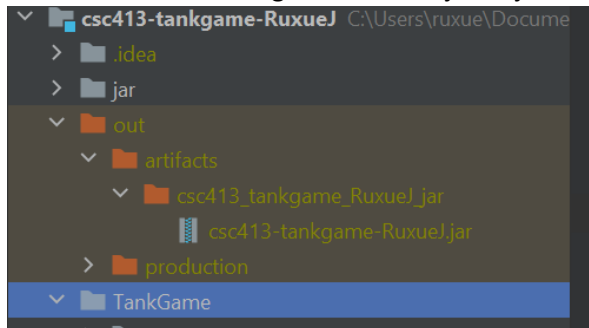 csc413-tankgame-RuxueJ C:\Users\ruxue\Docume
.idea
jar
out
artifacts
csc413_tankgame_RuxueJ_jar
csc413-tankgame-RuxueJ.jar
production
TankGame